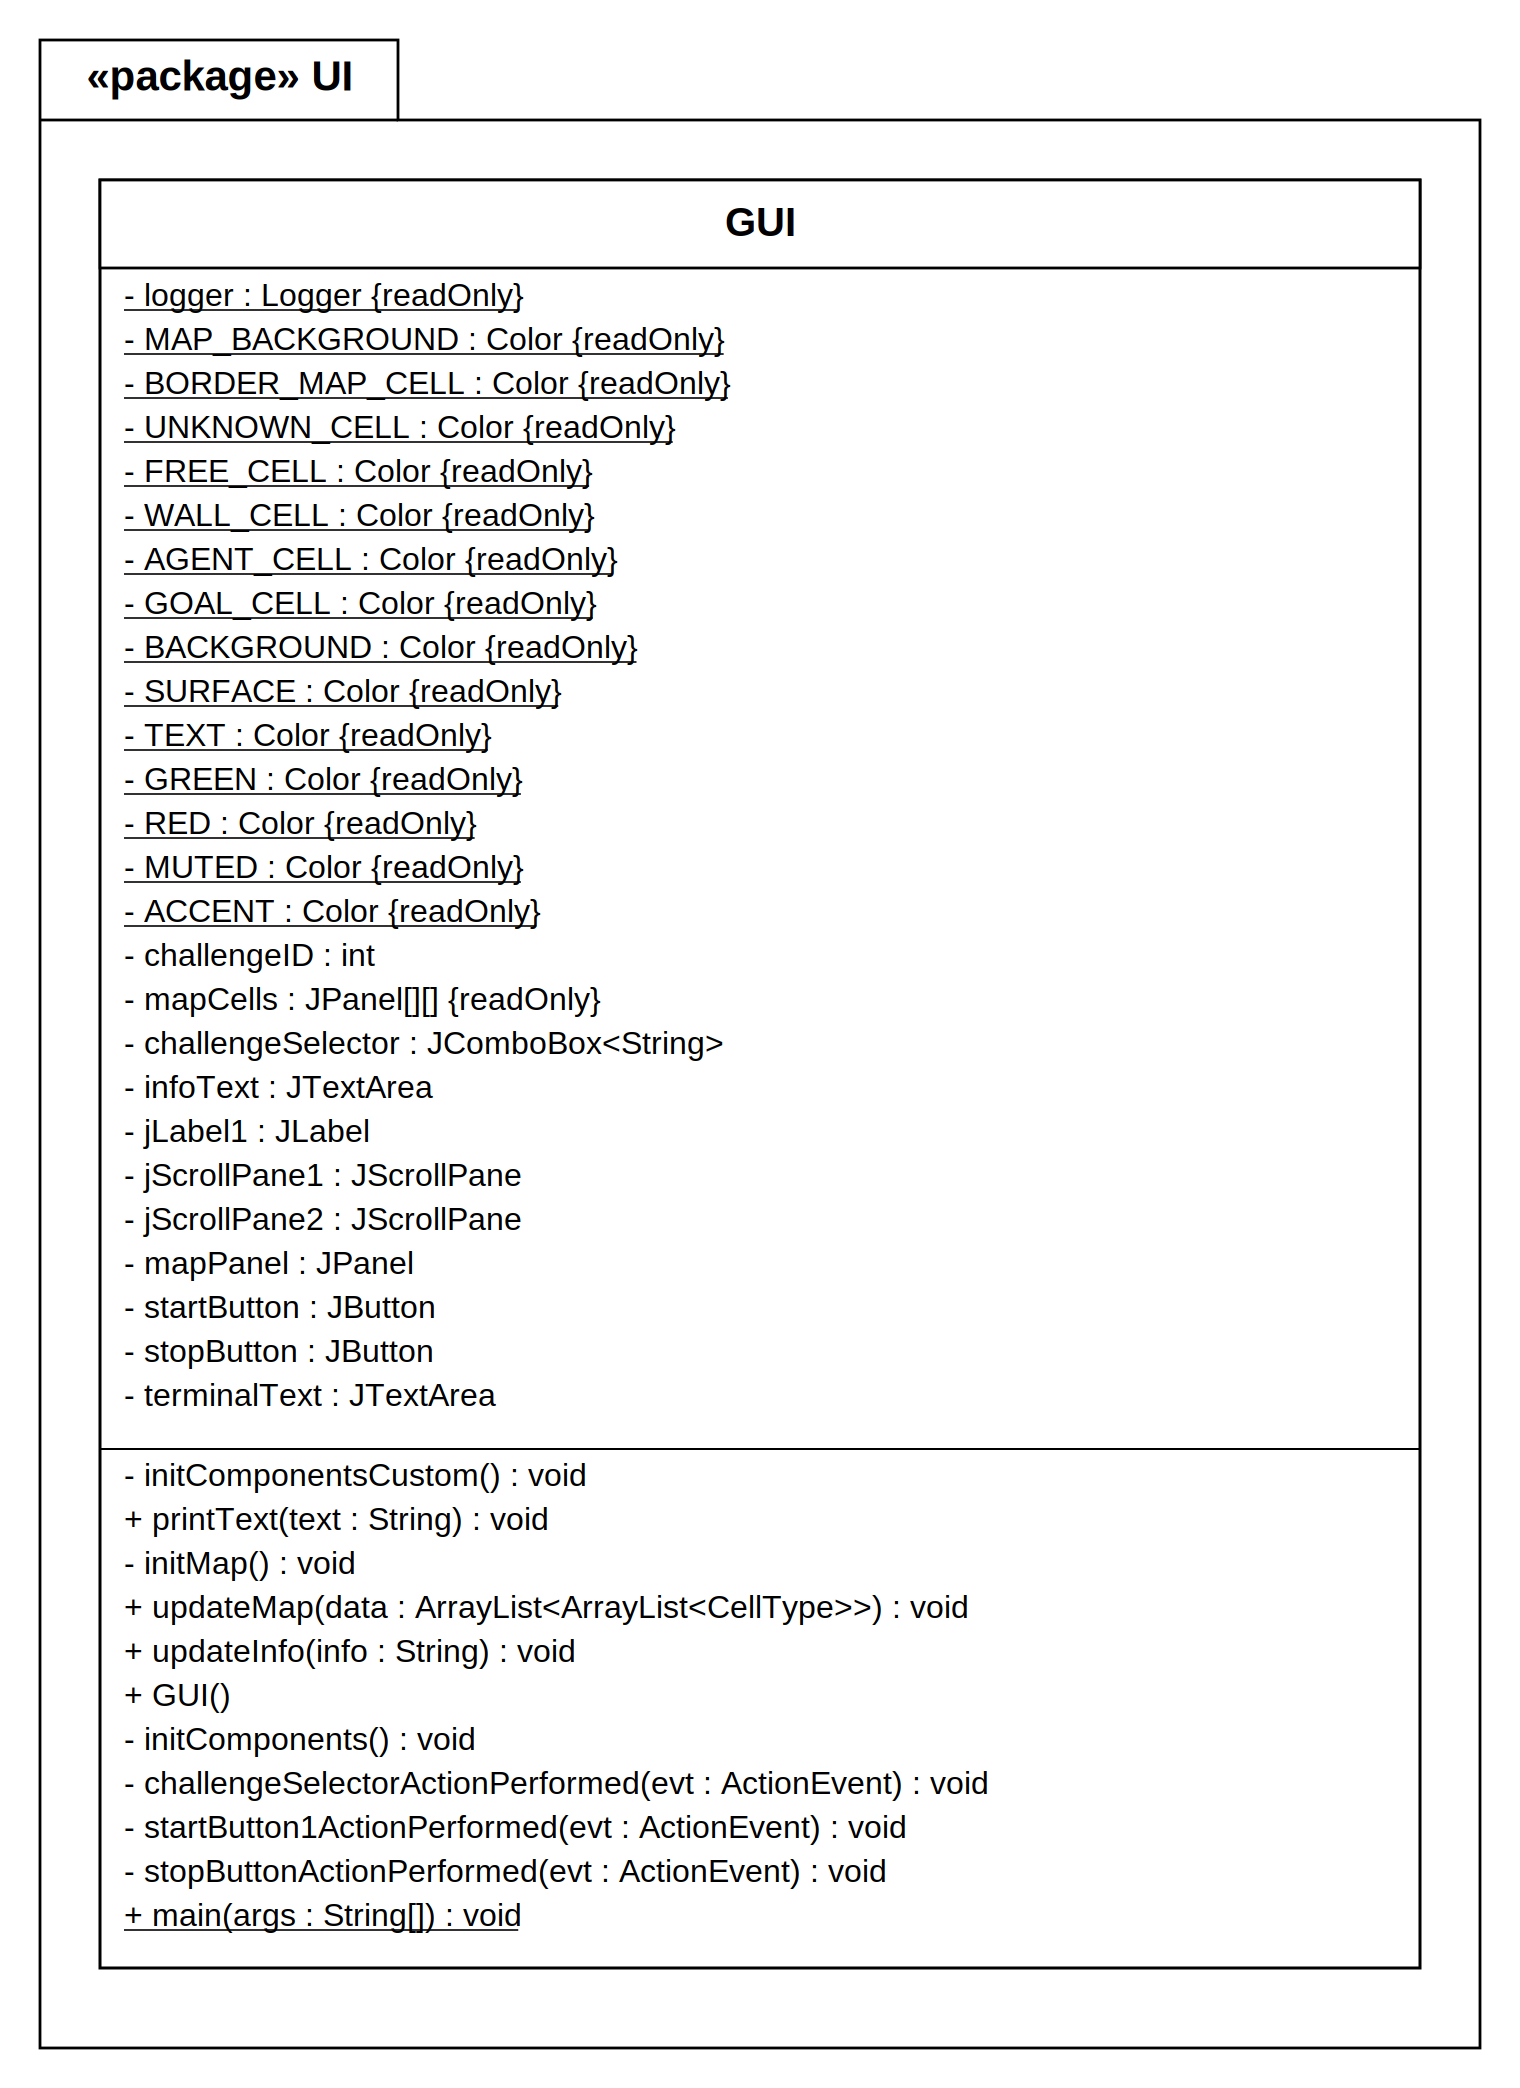 «package» UI
GUI
- logger : Logger {readOnly}
- MAP_BACKGROUND : Color {readOnly}
- BORDER_MAP_CELL : Color {readOnly}
- UNKNOWN_CELL : Color {readOnly}
- FREE_CELL : Color {readOnly}
- WALL_CELL : Color {readOnly}
- AGENT_CELL : Color {readOnly}
- GOAL_CELL : Color {readOnly}
- BACKGROUND : Color {readOnly}
- SURFACE : Color {readOnly}
- TEXT : Color {readOnly}
- GREEN : Color {readOnly}
- RED : Color {readOnly}
- MUTED : Color {readOnly}
- ACCENT : Color {readOnly}
- challengeID : int
- mapCells : JPanel[][] {readOnly}
- challengeSelector : JComboBox<String>
- infoText : JTextArea
- jLabel1 : JLabel
- jScrollPane1 : JScrollPane
- jScrollPane2 : JScrollPane
- mapPanel : JPanel
- startButton : JButton
- stopButton : JButton
- terminalText : JTextArea
- initComponentsCustom() : void
+ printText(text : String) : void
- initMap() : void
+ updateMap(data : ArrayList<ArrayList<CellType>>) : void
+ updateInfo(info : String) : void
+ GUI()
- initComponents() : void
- challengeSelectorActionPerformed(evt : ActionEvent) : void
- startButton1ActionPerformed(evt : ActionEvent) : void
- stopButtonActionPerformed(evt : ActionEvent) : void
+ main(args : String[]) : void